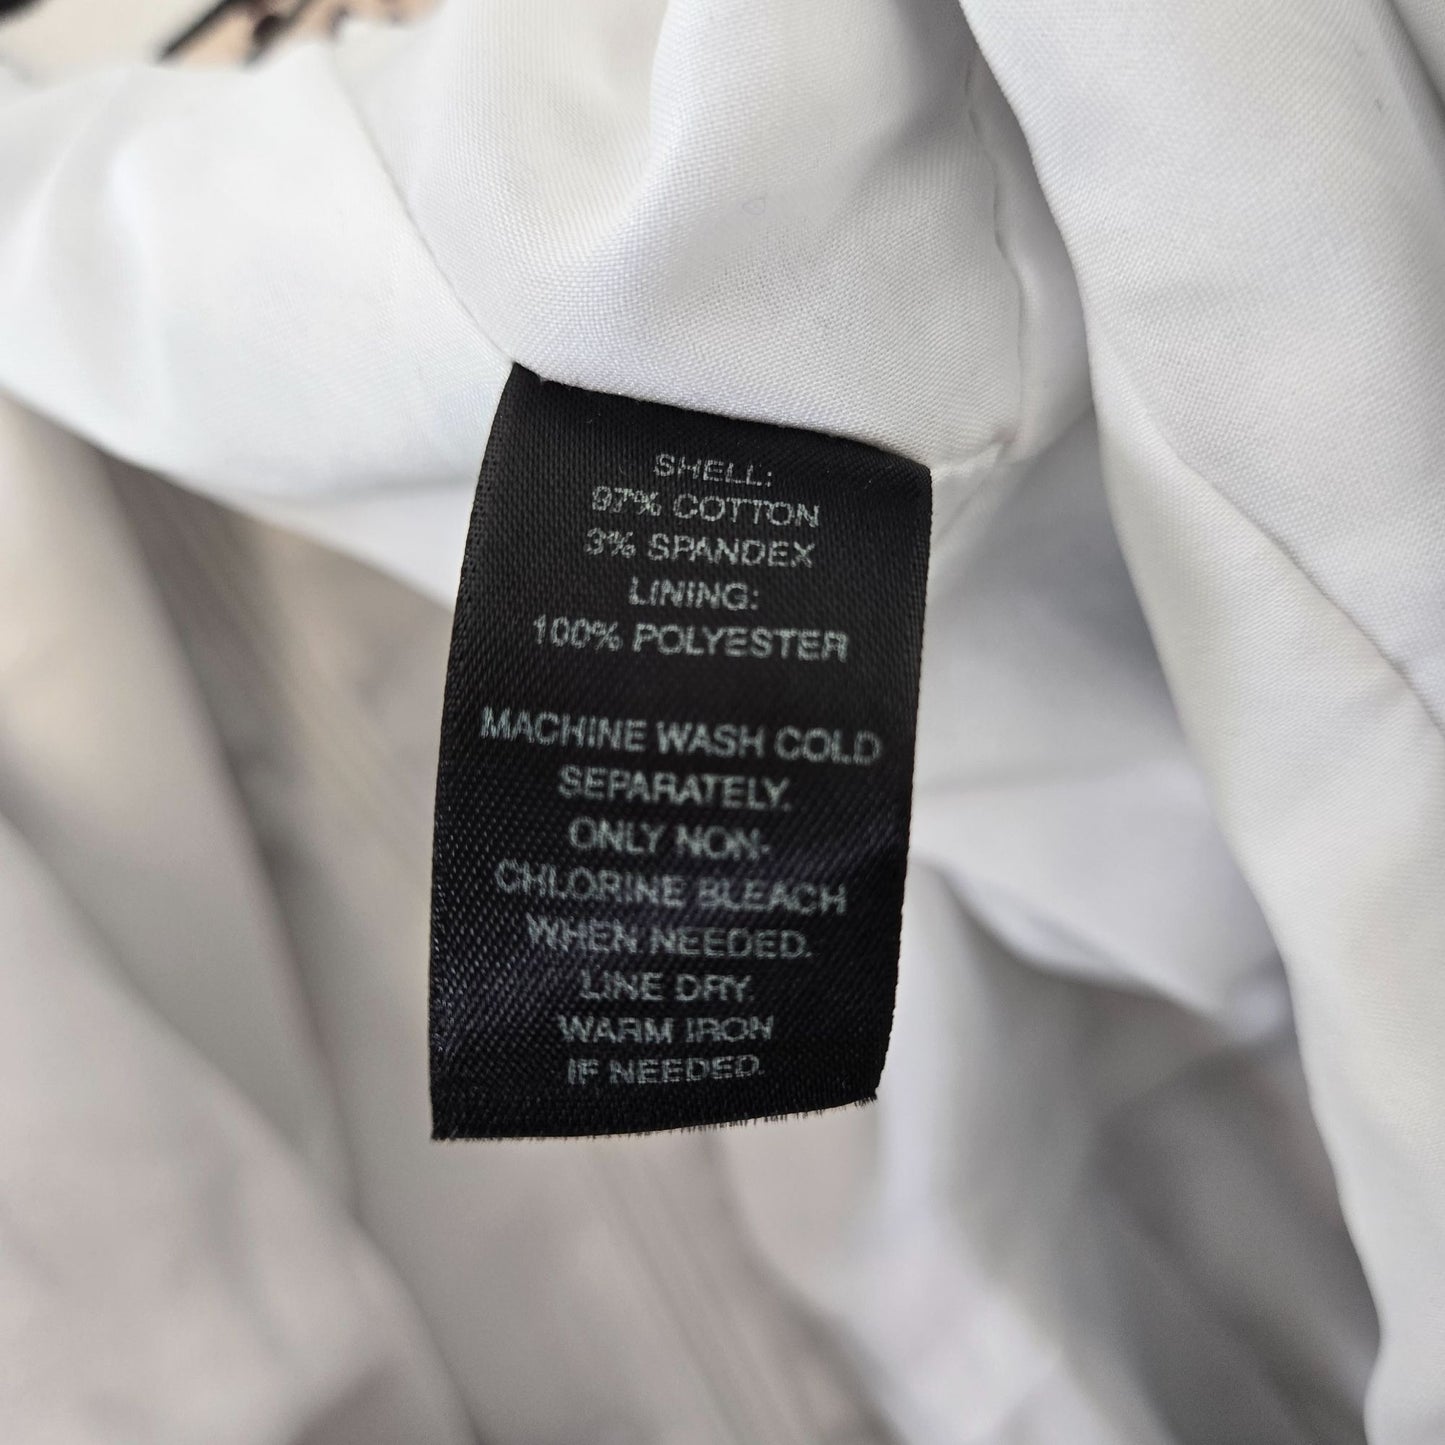 SHELL:
97% COTTON
3% SPANDEX
LINING:
100% POLYESTER
MACHINE WASH COLD
SEPARATELY.
ONLY NON-
CHLORINE BLEACH
WHEN NEEDED.
LINE DRY.
WARM IRON
IF NEEDED.